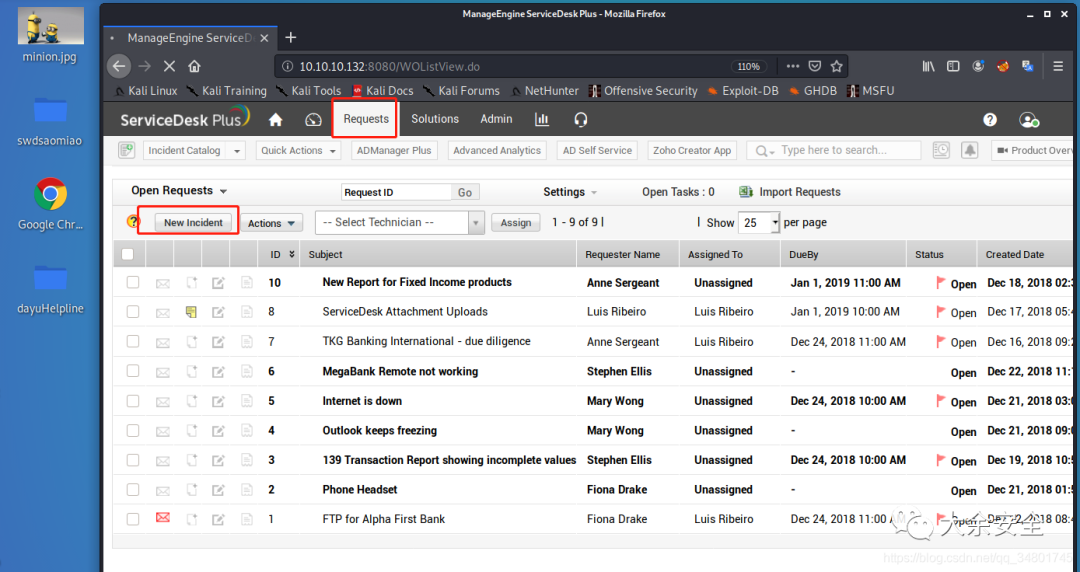 ManageEngine ServiceDesk Plus - Mozilla Firefox
minion.jpg
swdsaomiao
Google Chr...
dayuHelpline
ManageEngine ServiceD
10.10.10.132:8080/WOListView.do 110%
Kali Linux Kali Training Kali Tools Kali Docs Kali Forums NetHunter Offensive Security Exploit-DB GHDB MSFU
ServiceDesk Plus Requests Solutions Admin
Incident Catalog Quick Actions ADManager Plus Advanced Analytics AD Self Service Zoho Creator App Type here to search... Product Overv
Open Requests Request ID Go Settings Open Tasks : 0 Import Requests
New Incident Actions -- Select Technician -- Assign 1 - 9 of 9 | | Show 25 per page
ID Subject Requester Name Assigned To DueBy Status Created Date
10 New Report for Fixed Income products Anne Sergeant Unassigned Jan 1, 2019 11:00 AM Open Dec 18, 2018 02:3
8 ServiceDesk Attachment Uploads Luis Ribeiro Luis Ribeiro Jan 1, 2019 10:00 AM Open Dec 17, 2018 05:4
7 TKG Banking International - due diligence Anne Sergeant Luis Ribeiro Dec 24, 2018 11:00 AM Open Dec 16, 2018 09:2
6 MegaBank Remote not working Stephen Ellis Unassigned - Open Dec 22, 2018 11:1
5 Internet is down Mary Wong Unassigned Dec 24, 2018 10:00 AM Open Dec 21, 2018 03:0
4 Outlook keeps freezing Mary Wong Unassigned - Open Dec 21, 2018 09:0
3 139 Transaction Report showing incomplete values Stephen Ellis Unassigned Dec 24, 2018 10:00 AM Open Dec 19, 2018 10:5
2 Phone Headset Fiona Drake Unassigned - Open Dec 21, 2018 01:5
1 FTP for Alpha First Bank Fiona Drake Luis Ribeiro Dec 24, 2018 11:00 Open 08:4
大余安全
https://blog.csdn.net/qq_34801745